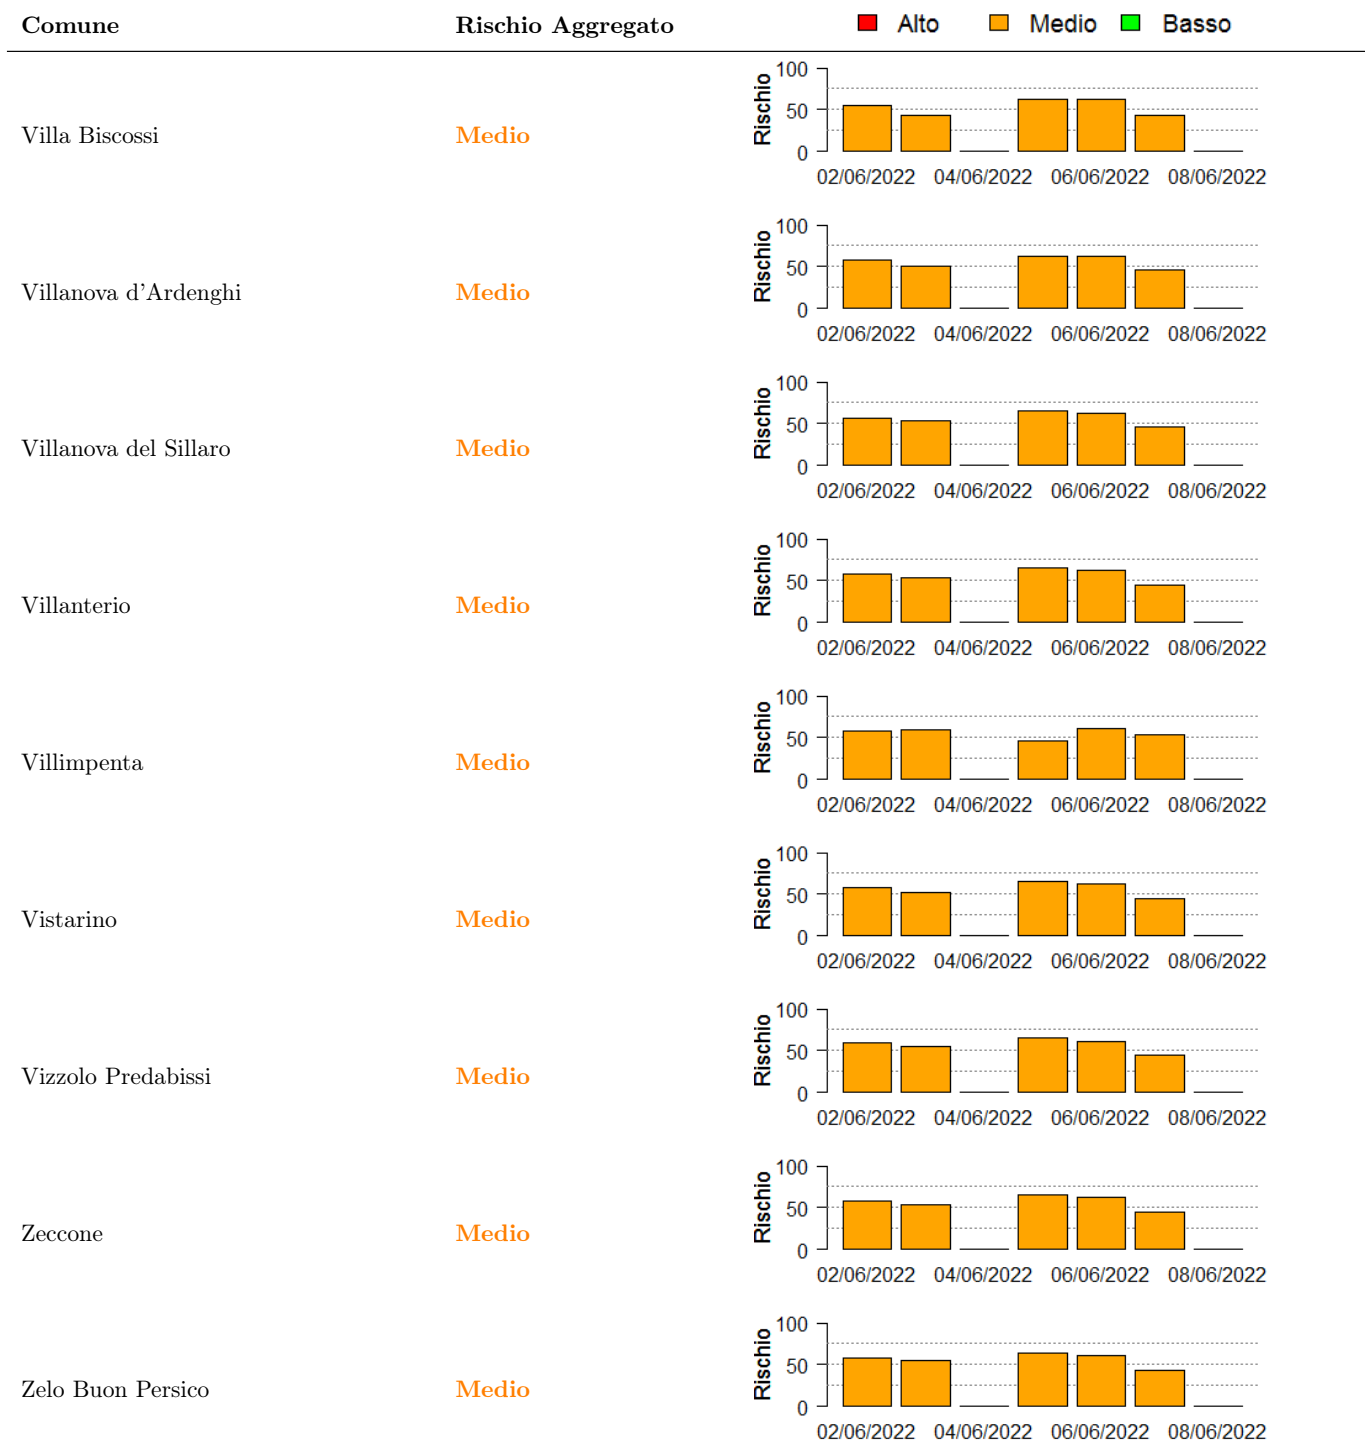 Comune Rischio Aggregato Alto Medio Basso
100
50
0
Rischio
Villa Biscossi Medio
02/06/2022 04/06/2022 06/06/2022 08/06/2022
100
50
0
Rischio
Villanova d'Ardenghi Medio
02/06/2022 04/06/2022 06/06/2022 08/06/2022
100
50
0
Rischio
Villanova del Sillaro Medio
02/06/2022 04/06/2022 06/06/2022 08/06/2022
100
50
0
Rischio
Villanterio Medio
02/06/2022 04/06/2022 06/06/2022 08/06/2022
100
50
0
Rischio
Villimpenta Medio
02/06/2022 04/06/2022 06/06/2022 08/06/2022
100
50
0
Rischio
Vistarino Medio
02/06/2022 04/06/2022 06/06/2022 08/06/2022
100
50
0
Rischio
Vizzolo Predabissi Medio
02/06/2022 04/06/2022 06/06/2022 08/06/2022
100
50
0
Rischio
Zeccone Medio
02/06/2022 04/06/2022 06/06/2022 08/06/2022
100
50
0
Rischio
Zelo Buon Persico Medio
02/06/2022 04/06/2022 06/06/2022 08/06/2022